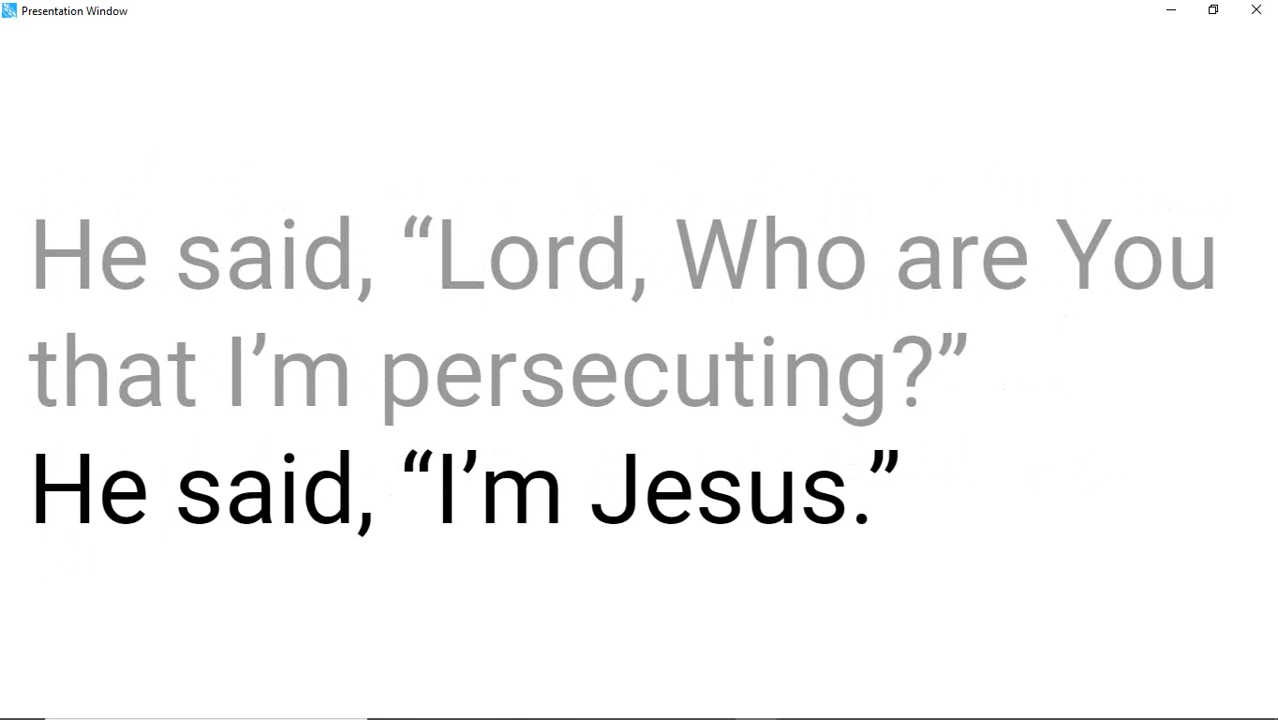 Presentation Window
He said, “Lord, Who are You
that I’m persecuting?”
He said, “I’m Jesus.”